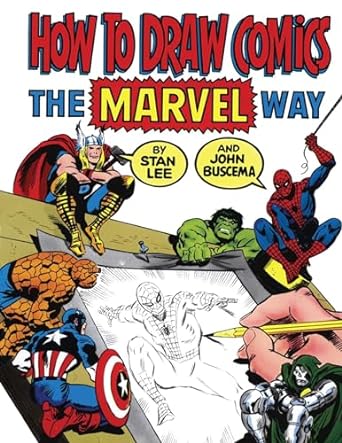 HOW TO DRAW COMICS
THE MARVEL WAY
BY
STAN
LEE
AND
JOHN
BUSCEMA